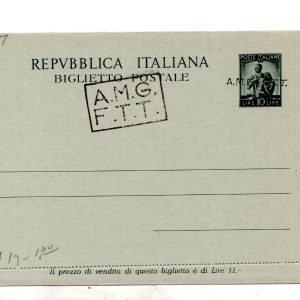 REPVBBLICA ITALIANA
BIGLIETTO POSTALE
POSTE ITALIANE
A.M.G.
F.T.T.
LIRE 10 LIRE
Il prezzo di vendita di questo biglietto è di Lire 11.-